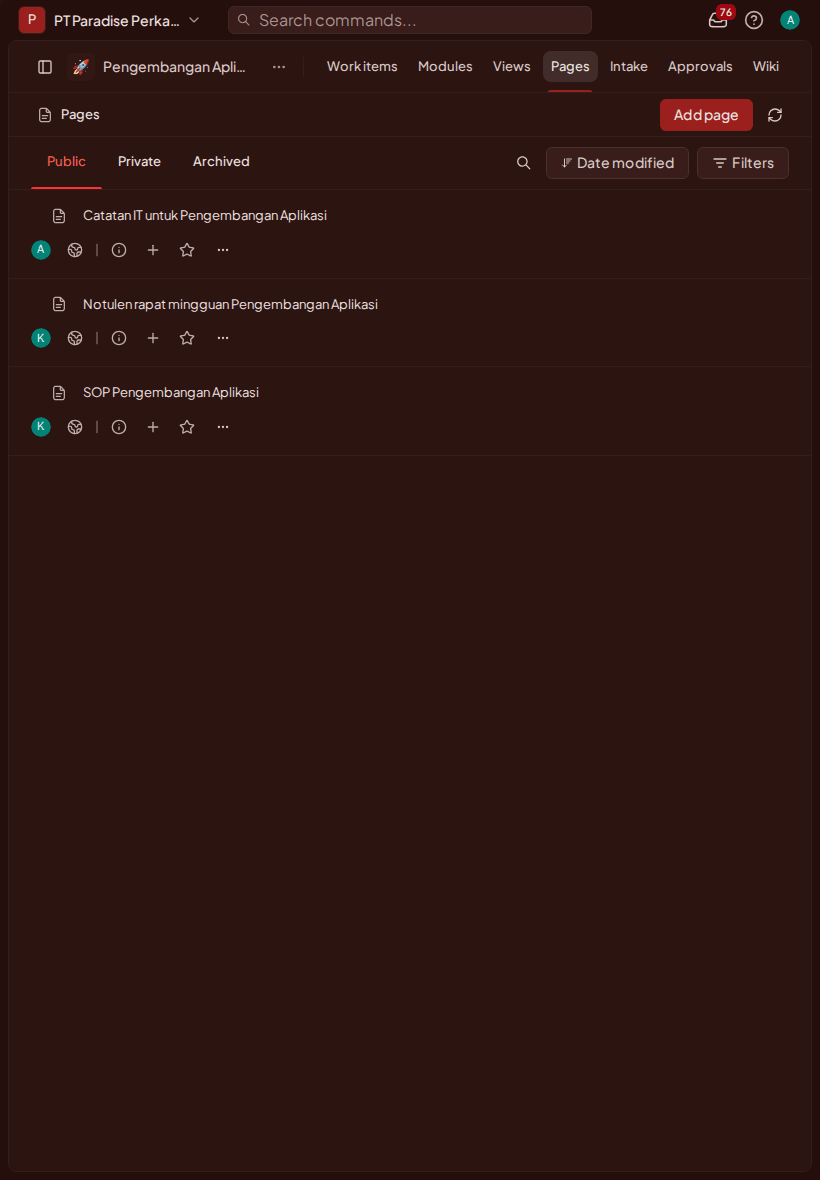 P PT Paradise Perka... Search commands... 76 A
Pengembangan Apli... Work items Modules Views Pages Intake Approvals Wiki
Pages Add page
Public Private Archived Date modified Filters
Catatan IT untuk Pengembangan Aplikasi
A
Notulen rapat mingguan Pengembangan Aplikasi
K
SOP Pengembangan Aplikasi
K